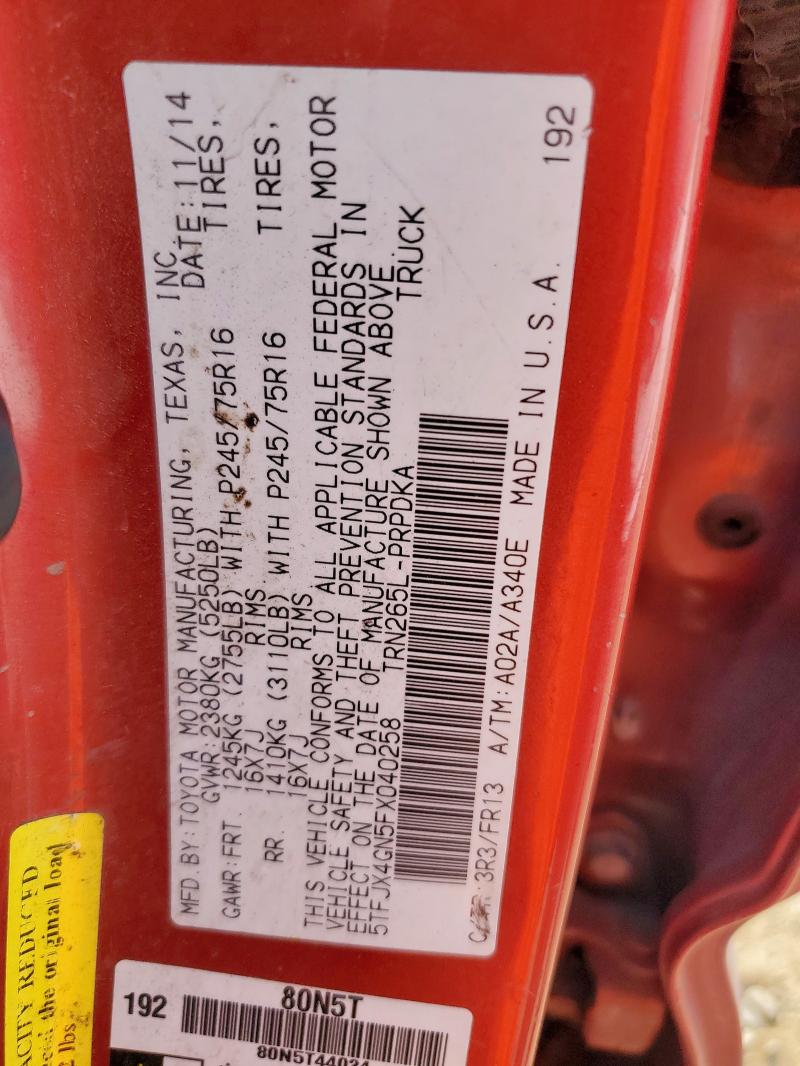 MFD.BY:TOYOTA MOTOR MANUFACTURING, TEXAS, INC.
GVWR:2380KG (5250LB) DATE:11/14
GAWR:FRT. 1245KG (2755LB) WITH P245/75R16 TIRES,
16X7J RIMS
RR. 1410KG (3110LB) WITH P245/75R16 TIRES,
16X7J RIMS
THIS VEHICLE CONFORMS TO ALL APPLICABLE FEDERAL MOTOR
VEHICLE SAFETY AND THEFT PREVENTION STANDARDS IN
EFFECT ON THE DATE OF MANUFACTURE SHOWN ABOVE.
5TFJX4GN5FX040258 TRN265L-PRPDKA TRUCK
3R3/FR13 A/TM:A02A/A340E MADE IN U.S.A. 192
ACITY REDUCED
the original load
lbs
192 80N5T